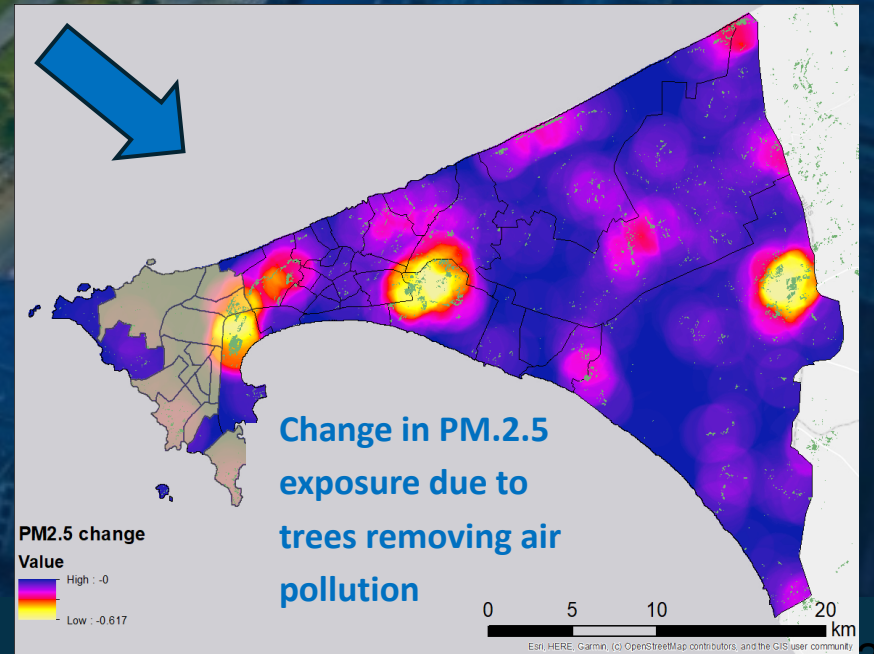 Change in PM.2.5
exposure due to
trees removing air
pollution
PM2.5 change
Value
High : -0
Low : -0.617
0 5 10 20
km
Esri, HERE, Garmin, (c) OpenStreetMap contributors, and the GIS user community